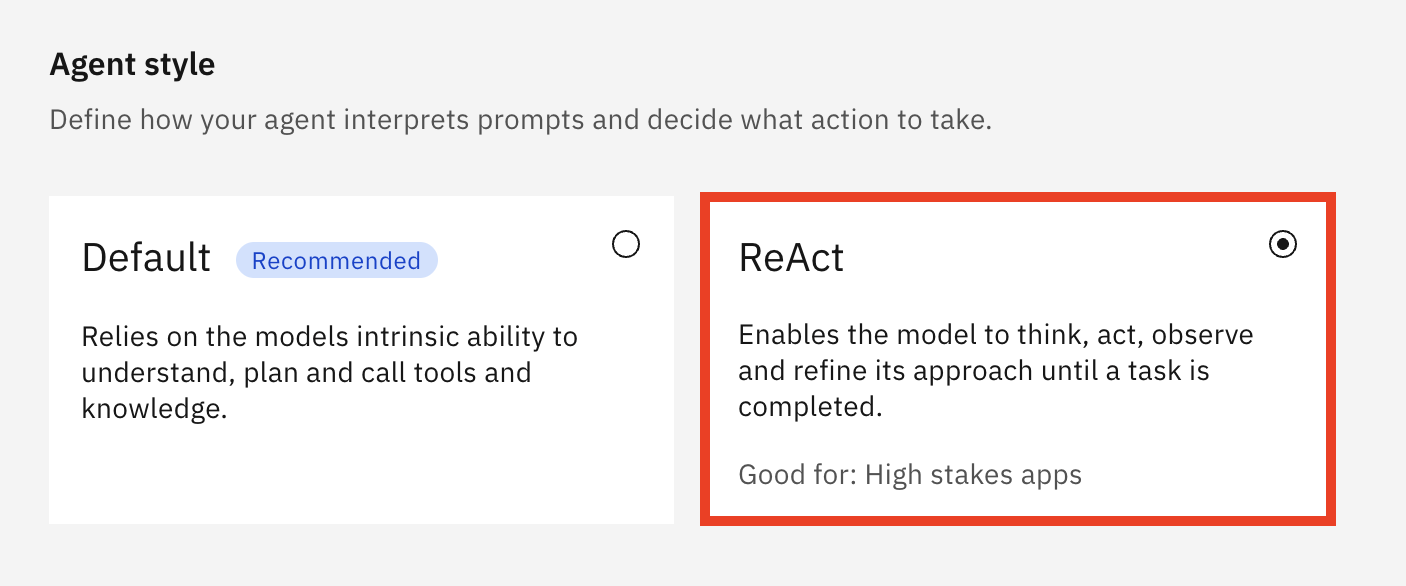 Agent style
Define how your agent interprets prompts and decide what action to take.
Default Recommended
Relies on the models intrinsic ability to
understand, plan and call tools and
knowledge.
ReAct
Enables the model to think, act, observe
and refine its approach until a task is
completed.
Good for: High stakes apps